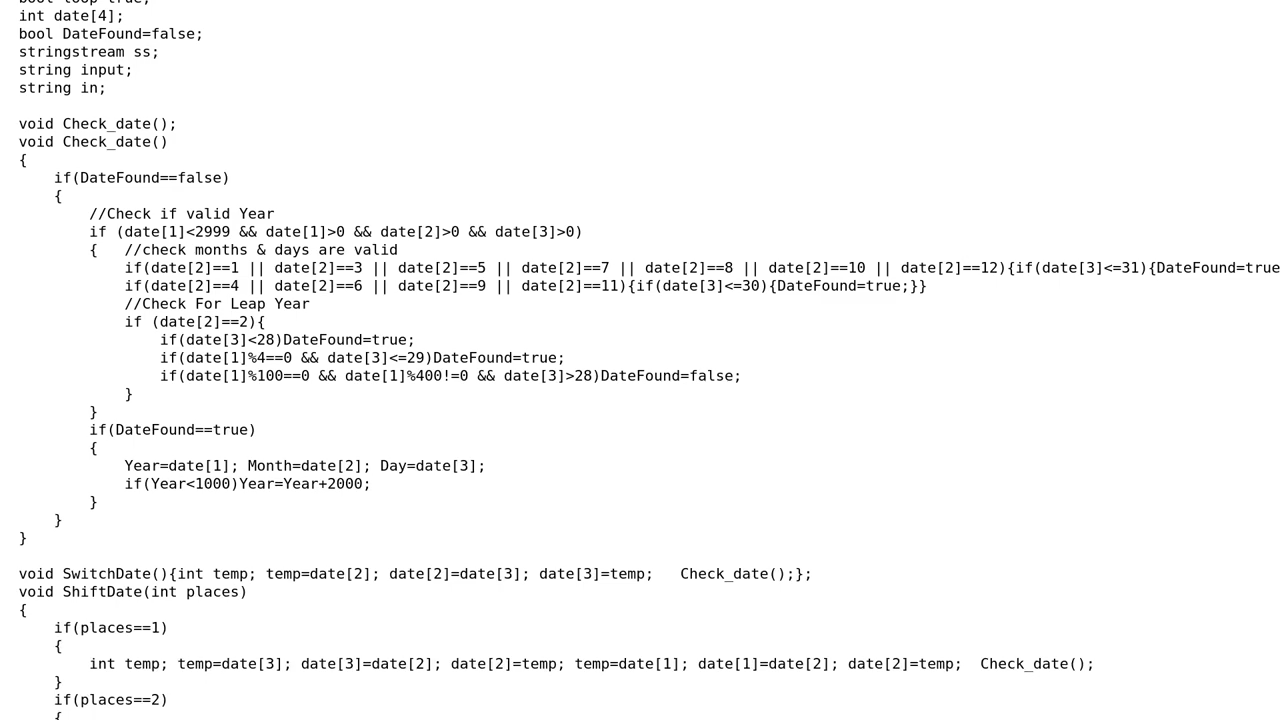 bool loop=true;
int date[4];
bool DateFound=false;
stringstream ss;
string input;
string in;
void Check_date();
void Check_date()
{
if(DateFound==false)
{
//Check if valid Year
if (date[1]<2999 && date[1]>0 && date[2]>0 && date[3]>0)
{   //check months & days are valid
if(date[2]==1 || date[2]==3 || date[2]==5 || date[2]==7 || date[2]==8 || date[2]==10 || date[2]==12){if(date[3]<=31){DateFound=true
if(date[2]==4 || date[2]==6 || date[2]==9 || date[2]==11){if(date[3]<=30){DateFound=true;}}
//Check For Leap Year
if (date[2]==2){
if(date[3]<28)DateFound=true;
if(date[1]%4==0 && date[3]<=29)DateFound=true;
if(date[1]%100==0 && date[1]%400!=0 && date[3]>28)DateFound=false;
}
}
if(DateFound==true)
{
Year=date[1]; Month=date[2]; Day=date[3];
if(Year<1000)Year=Year+2000;
}
}
}
void SwitchDate(){int temp; temp=date[2]; date[2]=date[3]; date[3]=temp;   Check_date();};
void ShiftDate(int places)
{
if(places==1)
{
int temp; temp=date[3]; date[3]=date[2]; date[2]=temp; temp=date[1]; date[1]=date[2]; date[2]=temp;  Check_date();
}
if(places==2)
{